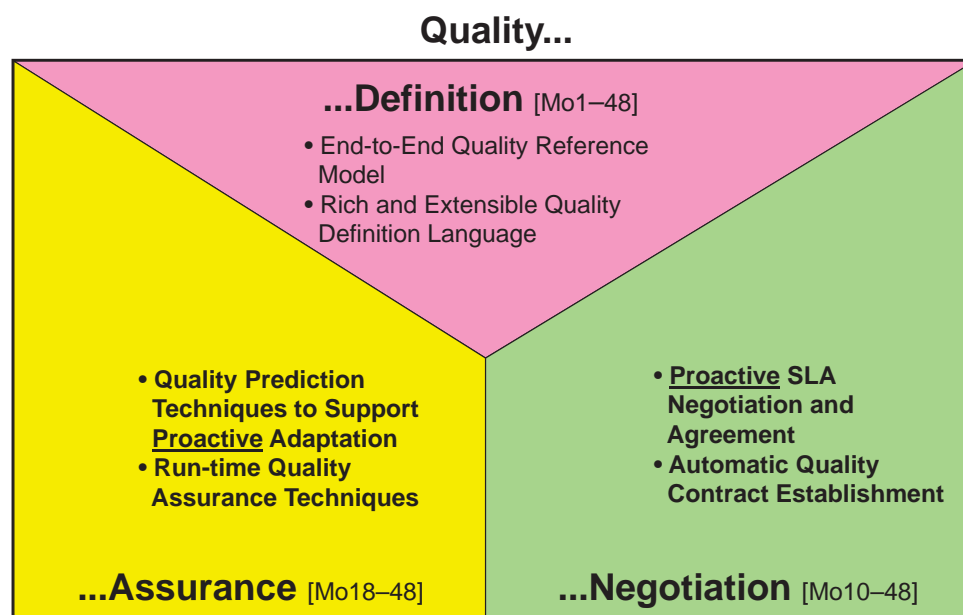 Quality...
...Definition [Mo1–48]
• End-to-End Quality Reference
Model
• Rich and Extensible Quality
Definition Language
• Quality Prediction
Techniques to Support
Proactive Adaptation
• Run-time Quality
Assurance Techniques
...Assurance [Mo18–48]
• Proactive SLA
Negotiation and
Agreement
• Automatic Quality
Contract Establishment
...Negotiation [Mo10–48]